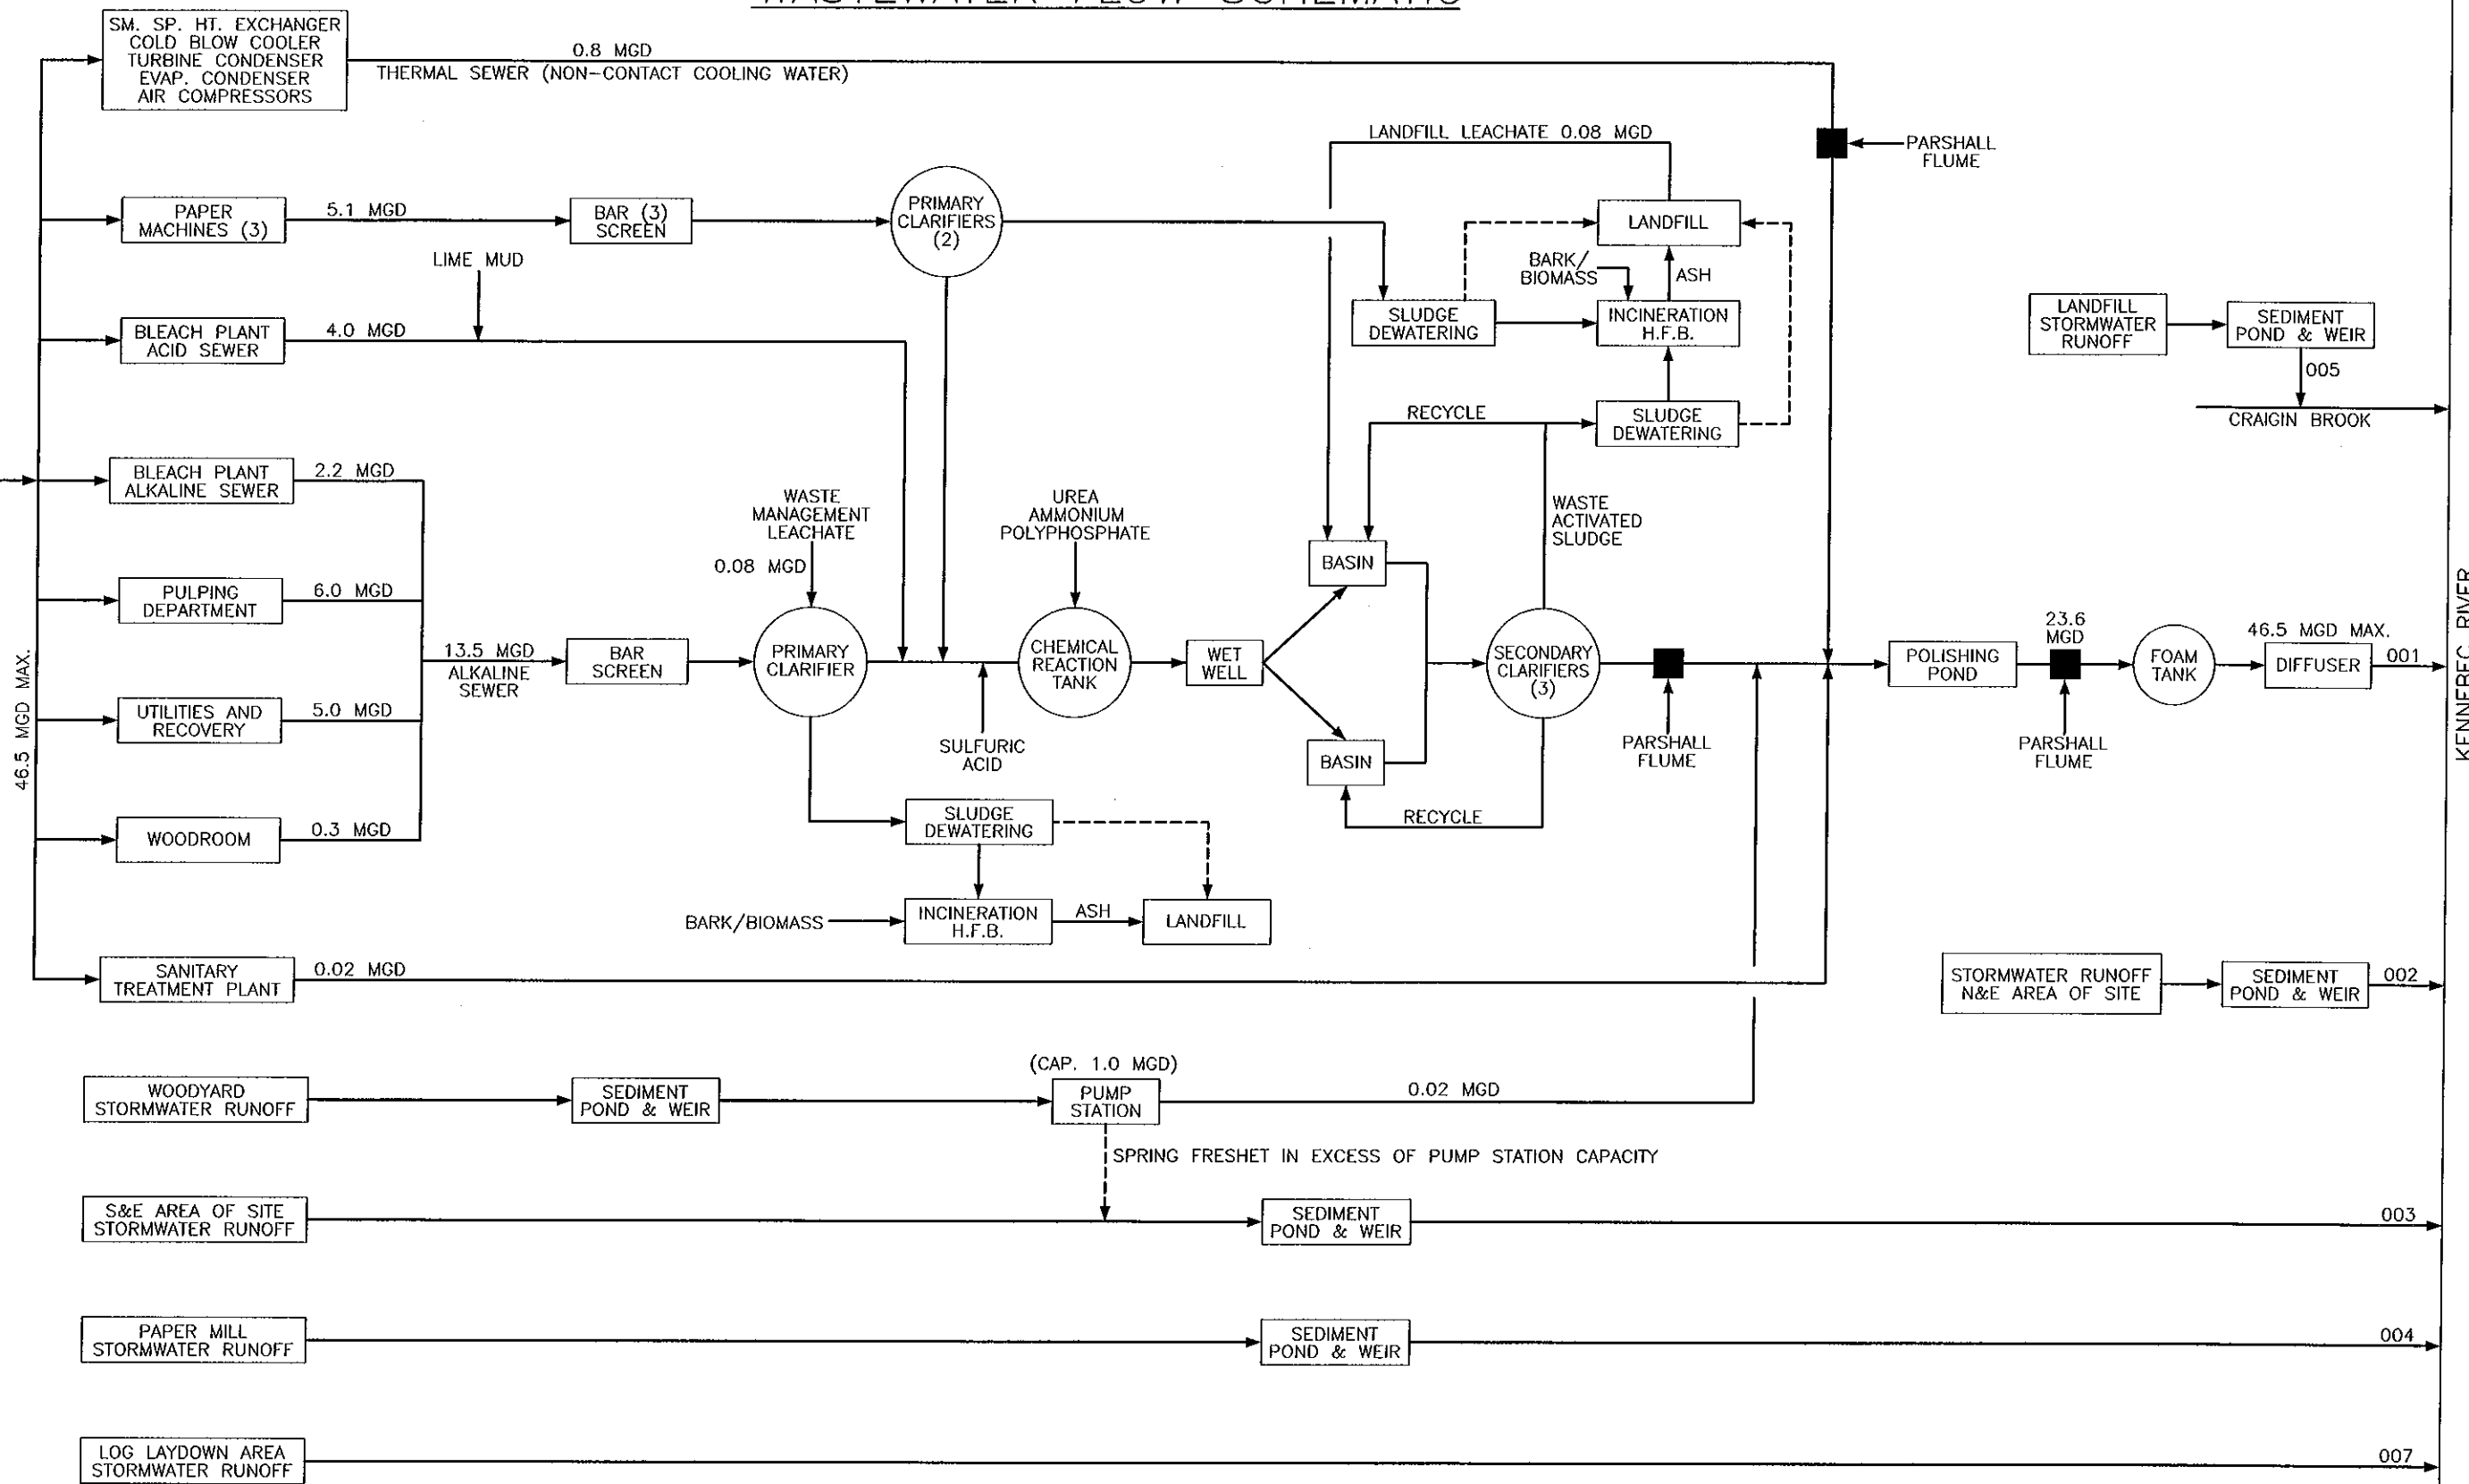 WASTEWATER FLOW SCHEMATIC
SM. SP. HT. EXCHANGER
COLD BLOW COOLER
TURBINE CONDENSER
EVAP. CONDENSER
AIR COMPRESSORS
0.8 MGD
THERMAL SEWER (NON-CONTACT COOLING WATER)
LANDFILL LEACHATE 0.08 MGD
PARSHALL
FLUME
PAPER
MACHINES (3)
5.1 MGD
BAR (3)
SCREEN
PRIMARY
CLARIFIERS
(2)
LANDFILL
LIME MUD
BARK/
BIOMASS
ASH
BLEACH PLANT
ACID SEWER
4.0 MGD
SLUDGE
DEWATERING
INCINERATION
H.F.B.
LANDFILL
STORMWATER
RUNOFF
SEDIMENT
POND & WEIR
005
CRAIGIN BROOK
RECYCLE
SLUDGE
DEWATERING
BLEACH PLANT
ALKALINE SEWER
2.2 MGD
WASTE
MANAGEMENT
LEACHATE
0.08 MGD
UREA
AMMONIUM
POLYPHOSPHATE
WASTE
ACTIVATED
SLUDGE
BASIN
PULPING
DEPARTMENT
6.0 MGD
46.5 MGD MAX.
13.5 MGD
ALKALINE
SEWER
BAR
SCREEN
PRIMARY
CLARIFIER
CHEMICAL
REACTION
TANK
WET
WELL
SECONDARY
CLARIFIERS
(3)
POLISHING
POND
23.6
MGD
FOAM
TANK
46.5 MGD MAX.
DIFFUSER
001
KENNEBEC RIVER
UTILITIES AND
RECOVERY
5.0 MGD
SULFURIC
ACID
BASIN
PARSHALL
FLUME
PARSHALL
FLUME
WOODROOM
0.3 MGD
SLUDGE
DEWATERING
RECYCLE
BARK/BIOMASS
INCINERATION
H.F.B.
ASH
LANDFILL
SANITARY
TREATMENT PLANT
0.02 MGD
STORMWATER RUNOFF
N&E AREA OF SITE
SEDIMENT
POND & WEIR
002
WOODYARD
STORMWATER RUNOFF
SEDIMENT
POND & WEIR
(CAP. 1.0 MGD)
PUMP
STATION
0.02 MGD
SPRING FRESHET IN EXCESS OF PUMP STATION CAPACITY
S&E AREA OF SITE
STORMWATER RUNOFF
SEDIMENT
POND & WEIR
003
PAPER MILL
STORMWATER RUNOFF
SEDIMENT
POND & WEIR
004
LOG LAYDOWN AREA
STORMWATER RUNOFF
007